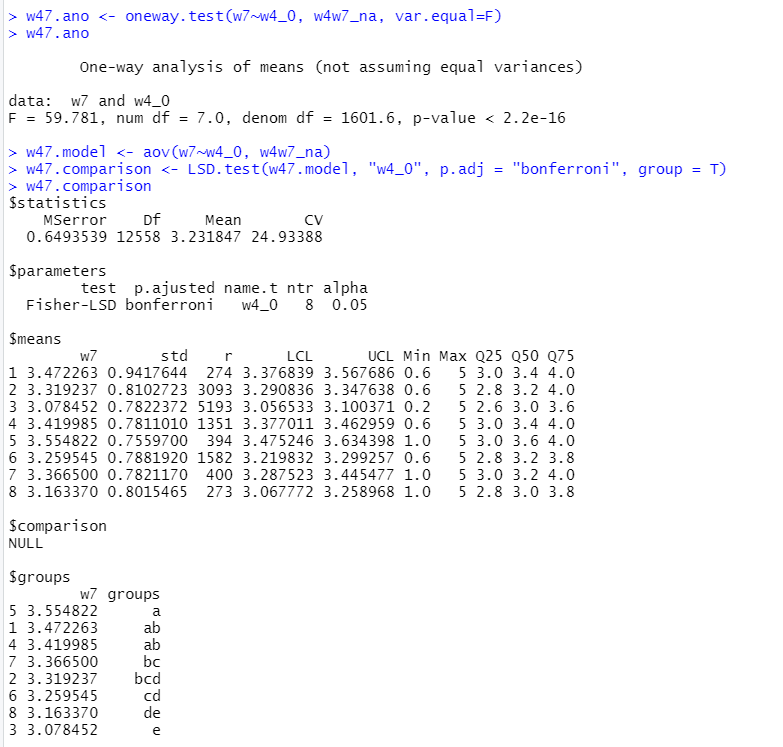 > w47.ano <- oneway.test(w7~w4_0, w4w7_na, var.equal=F)
> w47.ano
One-way analysis of means (not assuming equal variances)
data:  w7 and w4_0
F = 59.781, num df = 7.0, denom df = 1601.6, p-value < 2.2e-16
> w47.model <- aov(w7~w4_0, w4w7_na)
> w47.comparison <- LSD.test(w47.model, "w4_0", p.adj = "bonferroni", group = T)
> w47.comparison
$statistics
MSerror    Df     Mean       CV
0.6493539 12558 3.231847 24.93388
$parameters
test  p.ajusted name.t ntr alpha
Fisher-LSD bonferroni   w4_0   8  0.05
$means
w7       std    r      LCL      UCL Min Max Q25 Q50 Q75
1 3.472263 0.9417644  274 3.376839 3.567686 0.6   5 3.0 3.4 4.0
2 3.319237 0.8102723 3093 3.290836 3.347638 0.6   5 2.8 3.2 4.0
3 3.078452 0.7822372 5193 3.056533 3.100371 0.2   5 2.6 3.0 3.6
4 3.419985 0.7811010 1351 3.377011 3.462959 0.6   5 3.0 3.4 4.0
5 3.554822 0.7559700  394 3.475246 3.634398 1.0   5 3.0 3.6 4.0
6 3.259545 0.7881920 1582 3.219832 3.299257 0.6   5 2.8 3.2 3.8
7 3.366500 0.7821170  400 3.287523 3.445477 1.0   5 3.0 3.2 4.0
8 3.163370 0.8015465  273 3.067772 3.258968 1.0   5 2.8 3.0 3.8
$comparison
NULL
$groups
w7 groups
5 3.554822      a
1 3.472263     ab
4 3.419985     ab
7 3.366500     bc
2 3.319237    bcd
6 3.259545     cd
8 3.163370     de
3 3.078452      e